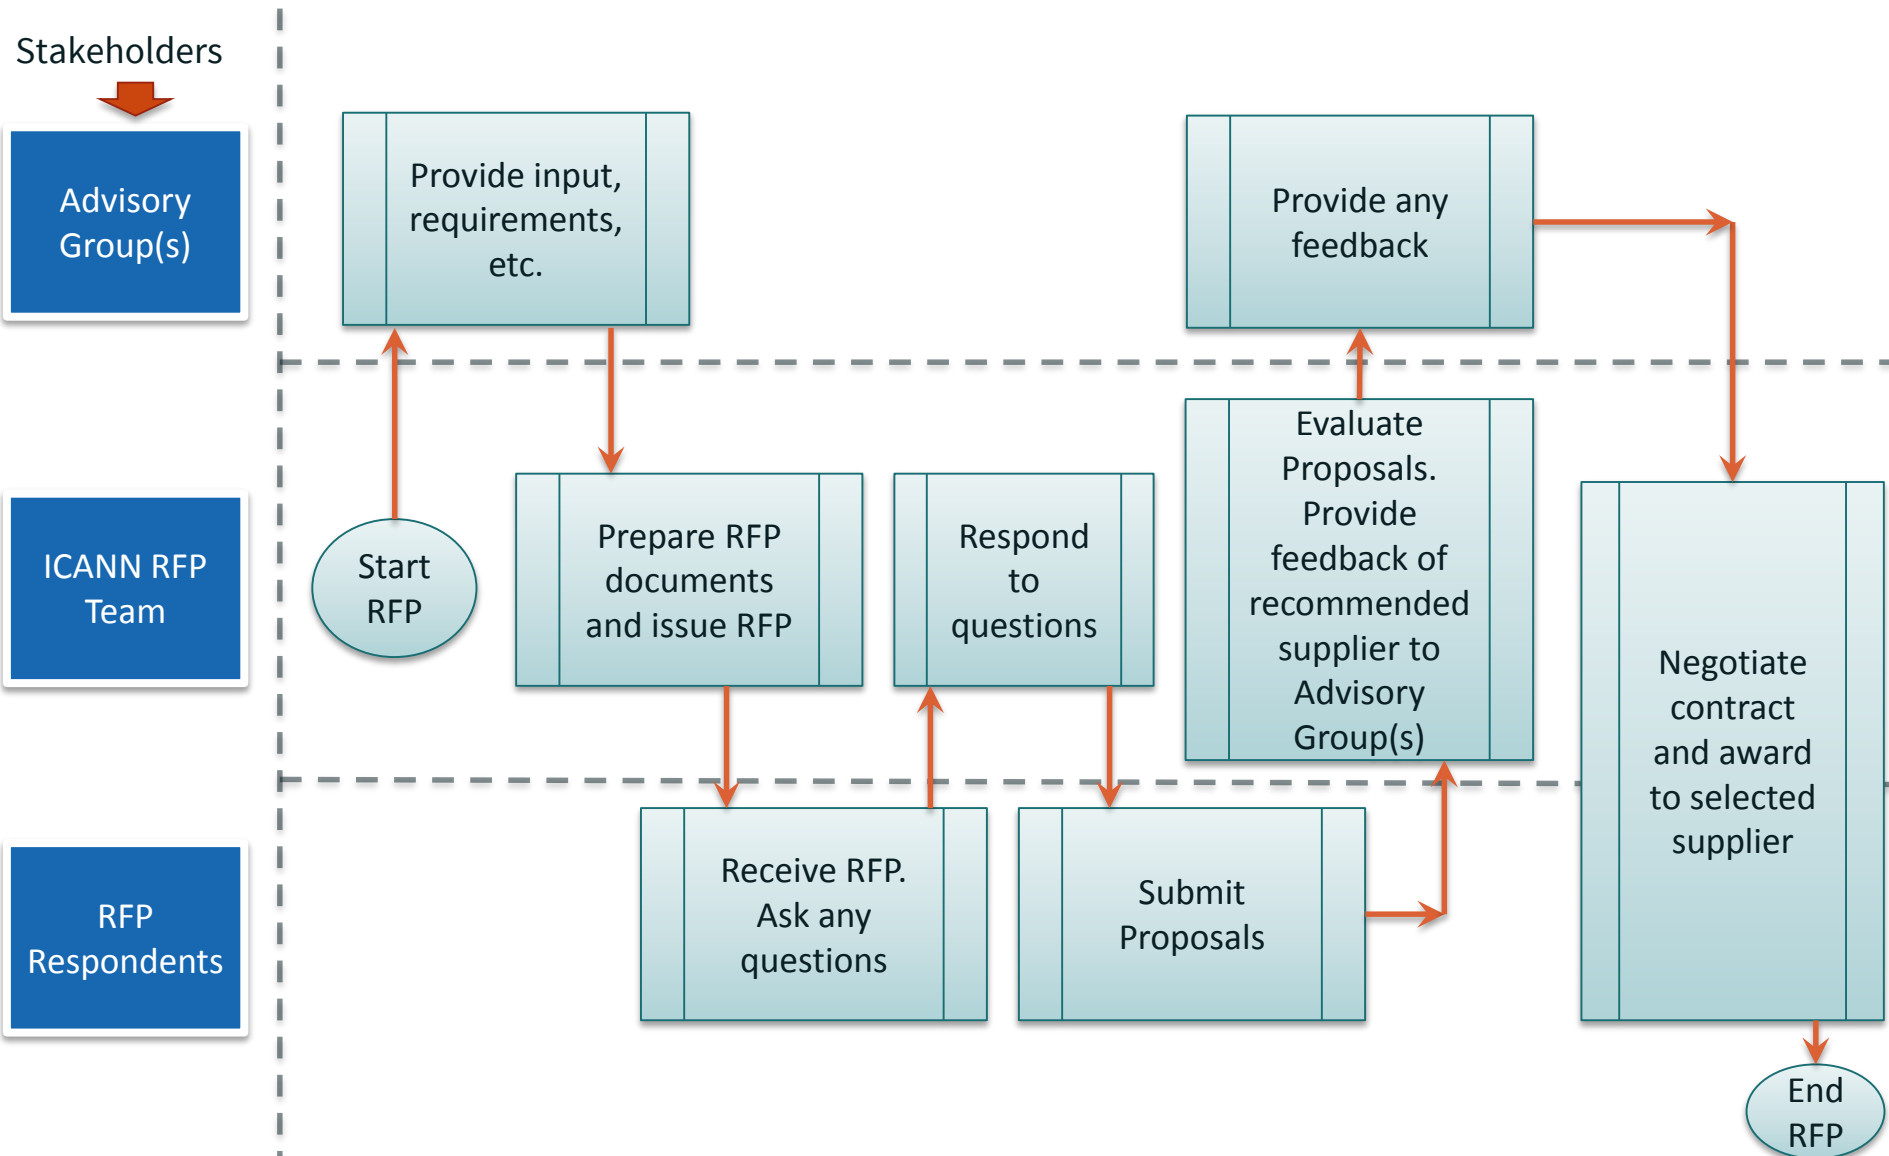 Stakeholders
Advisory
Group(s)
Provide input,
requirements,
etc.
Provide any
feedback
ICANN RFP
Team
Start
RFP
Prepare RFP
documents
and issue RFP
Respond
to
questions
Evaluate
Proposals.
Provide
feedback of
recommended
supplier to
Advisory
Group(s)
Negotiate
contract
and award
to selected
supplier
RFP
Respondents
Receive RFP.
Ask any
questions
Submit
Proposals
End
RFP